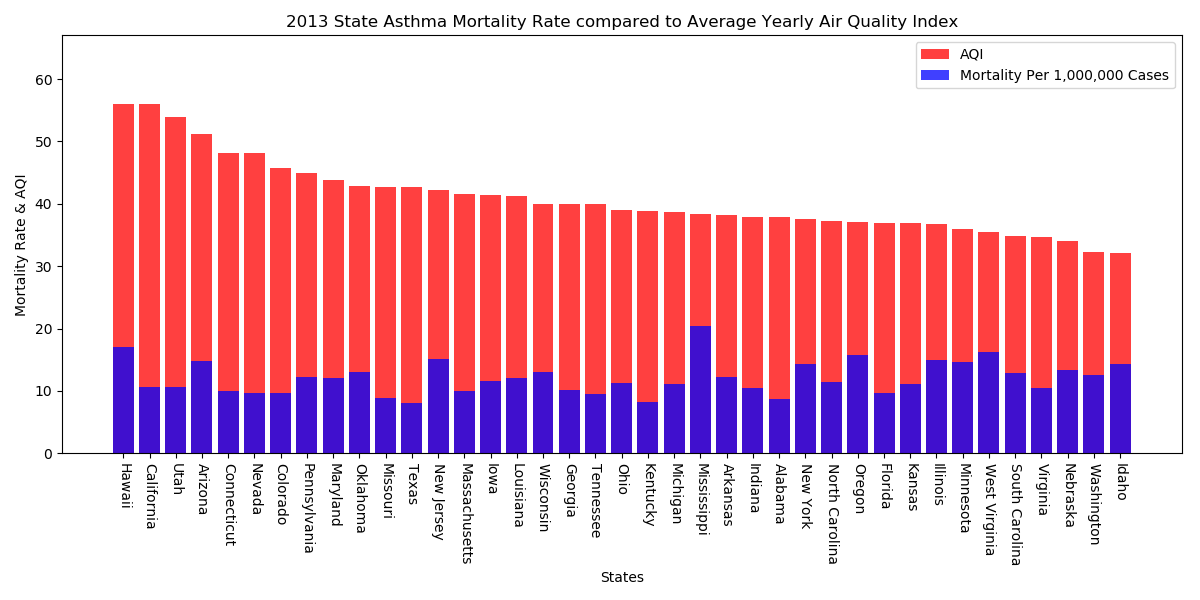 2013 State Asthma Mortality Rate compared to Average Yearly Air Quality Index
AQI
Mortality Per 1,000,000 Cases
Mortality Rate & AQI
60
50
40
30
20
10
0
Hawaii
California
Utah
Arizona
Connecticut
Nevada
Colorado
Pennsylvania
Maryland
Oklahoma
Missouri
Texas
New Jersey
Massachusetts
Iowa
Louisiana
Wisconsin
Georgia
Tennessee
Ohio
Kentucky
Michigan
Mississippi
Arkansas
Indiana
Alabama
New York
North Carolina
Oregon
Florida
Kansas
Illinois
Minnesota
West Virginia
South Carolina
Virginia
Nebraska
Washington
Idaho
States